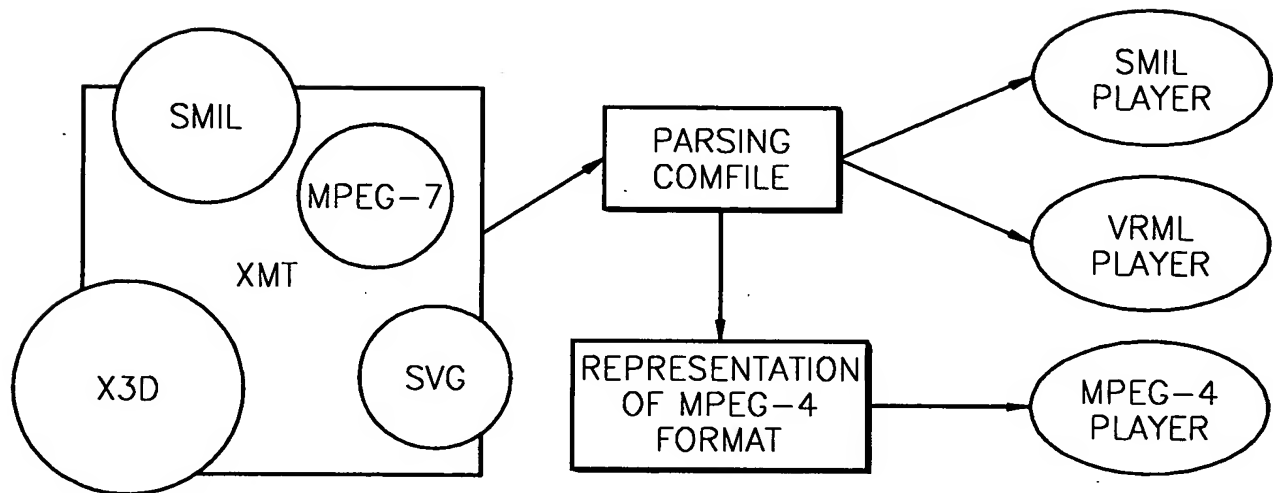 SMIL
MPEG-7
XMT
X3D
SVG
PARSING
COMFILE
REPRESENTATION
OF MPEG-4
FORMAT
SMIL
PLAYER
VRML
PLAYER
MPEG-4
PLAYER